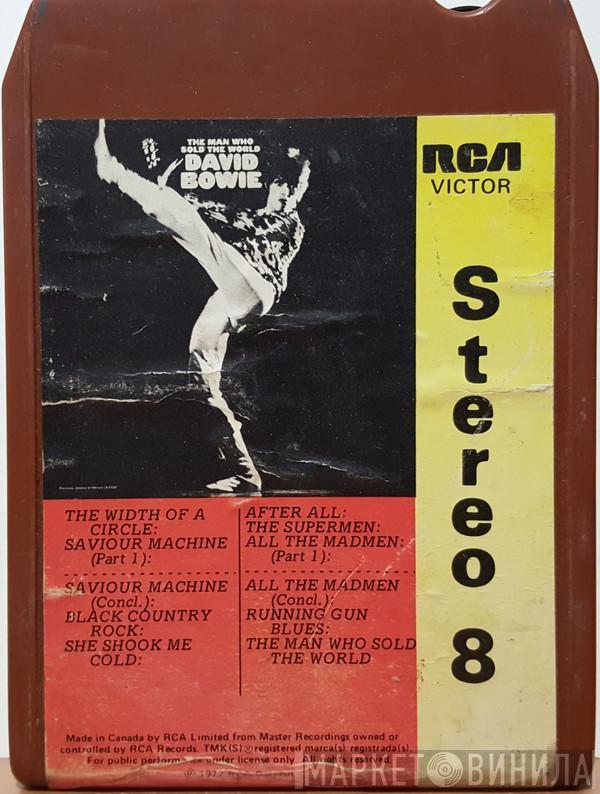 THE MAN WHO
SOLD THE WORLD
DAVID
BOWIE
RCA
VICTOR
Stereo 8
THE WIDTH OF A
CIRCLE:
SAVIOUR MACHINE
(Part 1):
SAVIOUR MACHINE
(Concl.):
BLACK COUNTRY
ROCK:
SHE SHOOK ME
COLD:
AFTER ALL:
THE SUPERMEN:
ALL THE MADMEN:
(Part 1):
ALL THE MADMEN
(Concl.):
RUNNING GUN
BLUES:
THE MAN WHO SOLD
THE WORLD
Made in Canada by RCA Limited from Master Recordings owned or
controlled by RCA Records. TMK(S)® registered marca(s) registrada(s).
For public under license only. All rights reserved.
МАРКЕТ ВИНИЛА